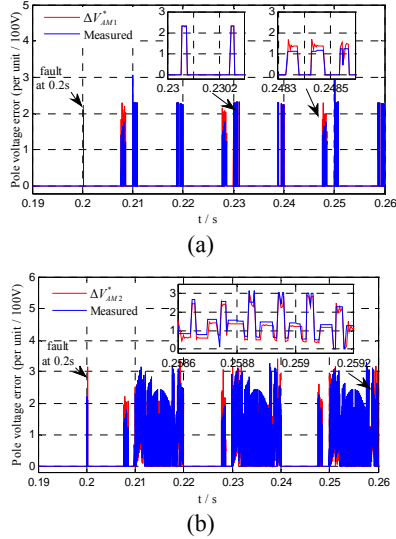 5
4
3
2
1
0
Pole voltage error (per unit / 100V)
ΔV*AM1
Measured
fault
at 0.2s
3
2
1
0
0.23
0.2302
3
2
1
0
0.2483
0.2485
0.19 0.2 0.21 0.22 0.23 0.24 0.25 0.26
t / s
(a)
6
5
4
3
2
1
0
Pole voltage error (per unit / 100V)
ΔV*AM2
Measured
fault
at 0.2s
3
2
1
0
0.2586 0.2588 0.259 0.2592
0.19 0.2 0.21 0.22 0.23 0.24 0.25 0.26
t / s
(b)